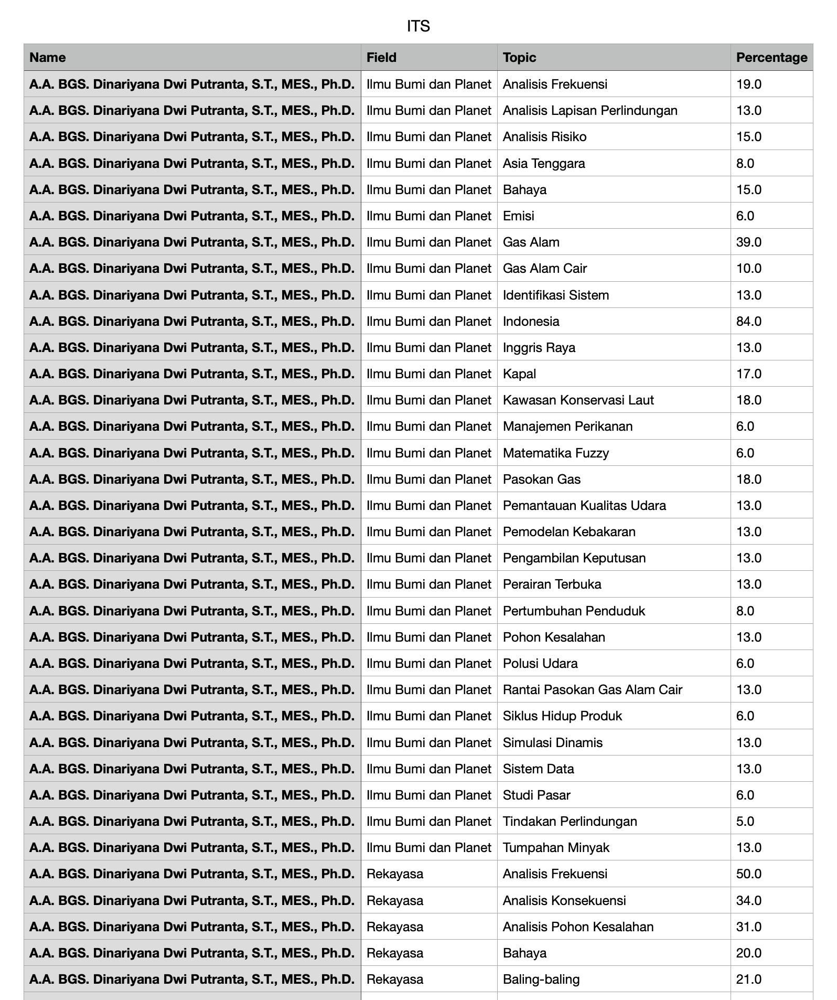 ITS
Name Field Topic Percentage
A.A. BGS. Dinariyana Dwi Putranta, S.T., MES., Ph.D. Ilmu Bumi dan Planet Analisis Frekuensi 19.0
A.A. BGS. Dinariyana Dwi Putranta, S.T., MES., Ph.D. Ilmu Bumi dan Planet Analisis Lapisan Perlindungan 13.0
A.A. BGS. Dinariyana Dwi Putranta, S.T., MES., Ph.D. Ilmu Bumi dan Planet Analisis Risiko 15.0
A.A. BGS. Dinariyana Dwi Putranta, S.T., MES., Ph.D. Ilmu Bumi dan Planet Asia Tenggara 8.0
A.A. BGS. Dinariyana Dwi Putranta, S.T., MES., Ph.D. Ilmu Bumi dan Planet Bahaya 15.0
A.A. BGS. Dinariyana Dwi Putranta, S.T., MES., Ph.D. Ilmu Bumi dan Planet Emisi 6.0
A.A. BGS. Dinariyana Dwi Putranta, S.T., MES., Ph.D. Ilmu Bumi dan Planet Gas Alam 39.0
A.A. BGS. Dinariyana Dwi Putranta, S.T., MES., Ph.D. Ilmu Bumi dan Planet Gas Alam Cair 10.0
A.A. BGS. Dinariyana Dwi Putranta, S.T., MES., Ph.D. Ilmu Bumi dan Planet Identifikasi Sistem 13.0
A.A. BGS. Dinariyana Dwi Putranta, S.T., MES., Ph.D. Ilmu Bumi dan Planet Indonesia 84.0
A.A. BGS. Dinariyana Dwi Putranta, S.T., MES., Ph.D. Ilmu Bumi dan Planet Inggris Raya 13.0
A.A. BGS. Dinariyana Dwi Putranta, S.T., MES., Ph.D. Ilmu Bumi dan Planet Kapal 17.0
A.A. BGS. Dinariyana Dwi Putranta, S.T., MES., Ph.D. Ilmu Bumi dan Planet Kawasan Konservasi Laut 18.0
A.A. BGS. Dinariyana Dwi Putranta, S.T., MES., Ph.D. Ilmu Bumi dan Planet Manajemen Perikanan 6.0
A.A. BGS. Dinariyana Dwi Putranta, S.T., MES., Ph.D. Ilmu Bumi dan Planet Matematika Fuzzy 6.0
A.A. BGS. Dinariyana Dwi Putranta, S.T., MES., Ph.D. Ilmu Bumi dan Planet Pasokan Gas 18.0
A.A. BGS. Dinariyana Dwi Putranta, S.T., MES., Ph.D. Ilmu Bumi dan Planet Pemantauan Kualitas Udara 13.0
A.A. BGS. Dinariyana Dwi Putranta, S.T., MES., Ph.D. Ilmu Bumi dan Planet Pemodelan Kebakaran 13.0
A.A. BGS. Dinariyana Dwi Putranta, S.T., MES., Ph.D. Ilmu Bumi dan Planet Pengambilan Keputusan 13.0
A.A. BGS. Dinariyana Dwi Putranta, S.T., MES., Ph.D. Ilmu Bumi dan Planet Perairan Terbuka 13.0
A.A. BGS. Dinariyana Dwi Putranta, S.T., MES., Ph.D. Ilmu Bumi dan Planet Pertumbuhan Penduduk 8.0
A.A. BGS. Dinariyana Dwi Putranta, S.T., MES., Ph.D. Ilmu Bumi dan Planet Pohon Kesalahan 13.0
A.A. BGS. Dinariyana Dwi Putranta, S.T., MES., Ph.D. Ilmu Bumi dan Planet Polusi Udara 6.0
A.A. BGS. Dinariyana Dwi Putranta, S.T., MES., Ph.D. Ilmu Bumi dan Planet Rantai Pasokan Gas Alam Cair 13.0
A.A. BGS. Dinariyana Dwi Putranta, S.T., MES., Ph.D. Ilmu Bumi dan Planet Siklus Hidup Produk 6.0
A.A. BGS. Dinariyana Dwi Putranta, S.T., MES., Ph.D. Ilmu Bumi dan Planet Simulasi Dinamis 13.0
A.A. BGS. Dinariyana Dwi Putranta, S.T., MES., Ph.D. Ilmu Bumi dan Planet Sistem Data 13.0
A.A. BGS. Dinariyana Dwi Putranta, S.T., MES., Ph.D. Ilmu Bumi dan Planet Studi Pasar 6.0
A.A. BGS. Dinariyana Dwi Putranta, S.T., MES., Ph.D. Ilmu Bumi dan Planet Tindakan Perlindungan 5.0
A.A. BGS. Dinariyana Dwi Putranta, S.T., MES., Ph.D. Ilmu Bumi dan Planet Tumpahan Minyak 13.0
A.A. BGS. Dinariyana Dwi Putranta, S.T., MES., Ph.D. Rekayasa Analisis Frekuensi 50.0
A.A. BGS. Dinariyana Dwi Putranta, S.T., MES., Ph.D. Rekayasa Analisis Konsekuensi 34.0
A.A. BGS. Dinariyana Dwi Putranta, S.T., MES., Ph.D. Rekayasa Analisis Pohon Kesalahan 31.0
A.A. BGS. Dinariyana Dwi Putranta, S.T., MES., Ph.D. Rekayasa Bahaya 20.0
A.A. BGS. Dinariyana Dwi Putranta, S.T., MES., Ph.D. Rekayasa Baling-baling 21.0